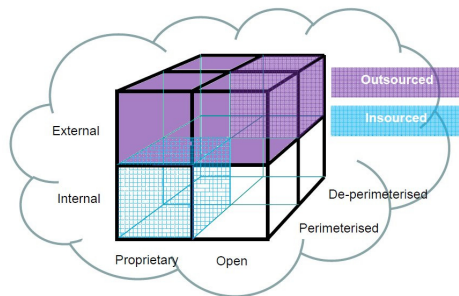 Outsourced
Insourced
External
Internal
De-perimeterised
Perimeterised
Proprietary
Open